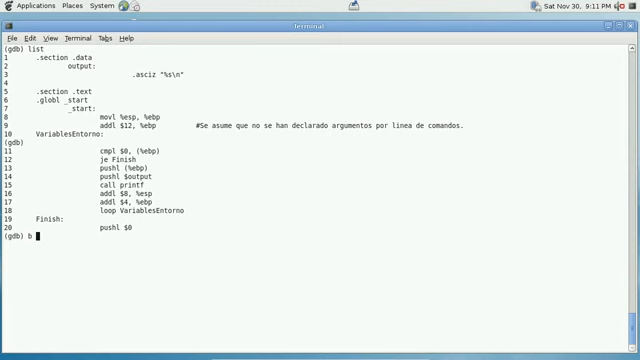 Applications Places System Sat Nov 30, 9:11 PM
Terminal
File Edit View Terminal Tabs Help
(gdb) list
1 .section .data
2 output:
3 .asciz "%s\n"
4
5 .section .text
6 .globl _start
7 _start:
8 movl %esp, %ebp
9 addl $12, %ebp #Se asume que no se han declarado argumentos por linea de comandos.
10 VariablesEntorno:
(gdb)
11 cmpl $0, (%ebp)
12 je Finish
13 pushl (%ebp)
14 pushl $output
15 call printf
16 addl $8, %esp
17 addl $4, %ebp
18 loop VariablesEntorno
19 Finish:
20 pushl $0
(gdb) b